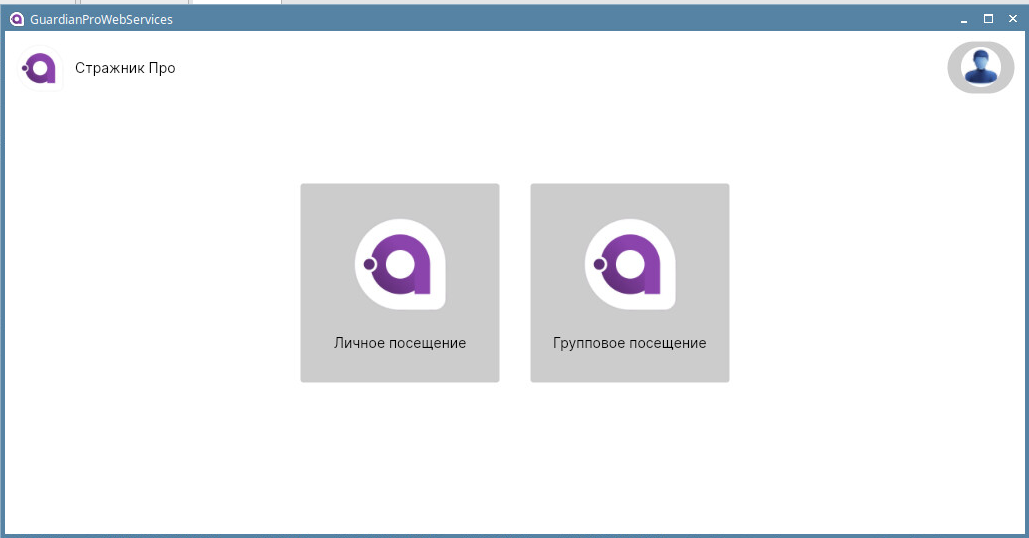 GuardianProWebServices
Стражник Про
Личное посещение
Групповое посещение